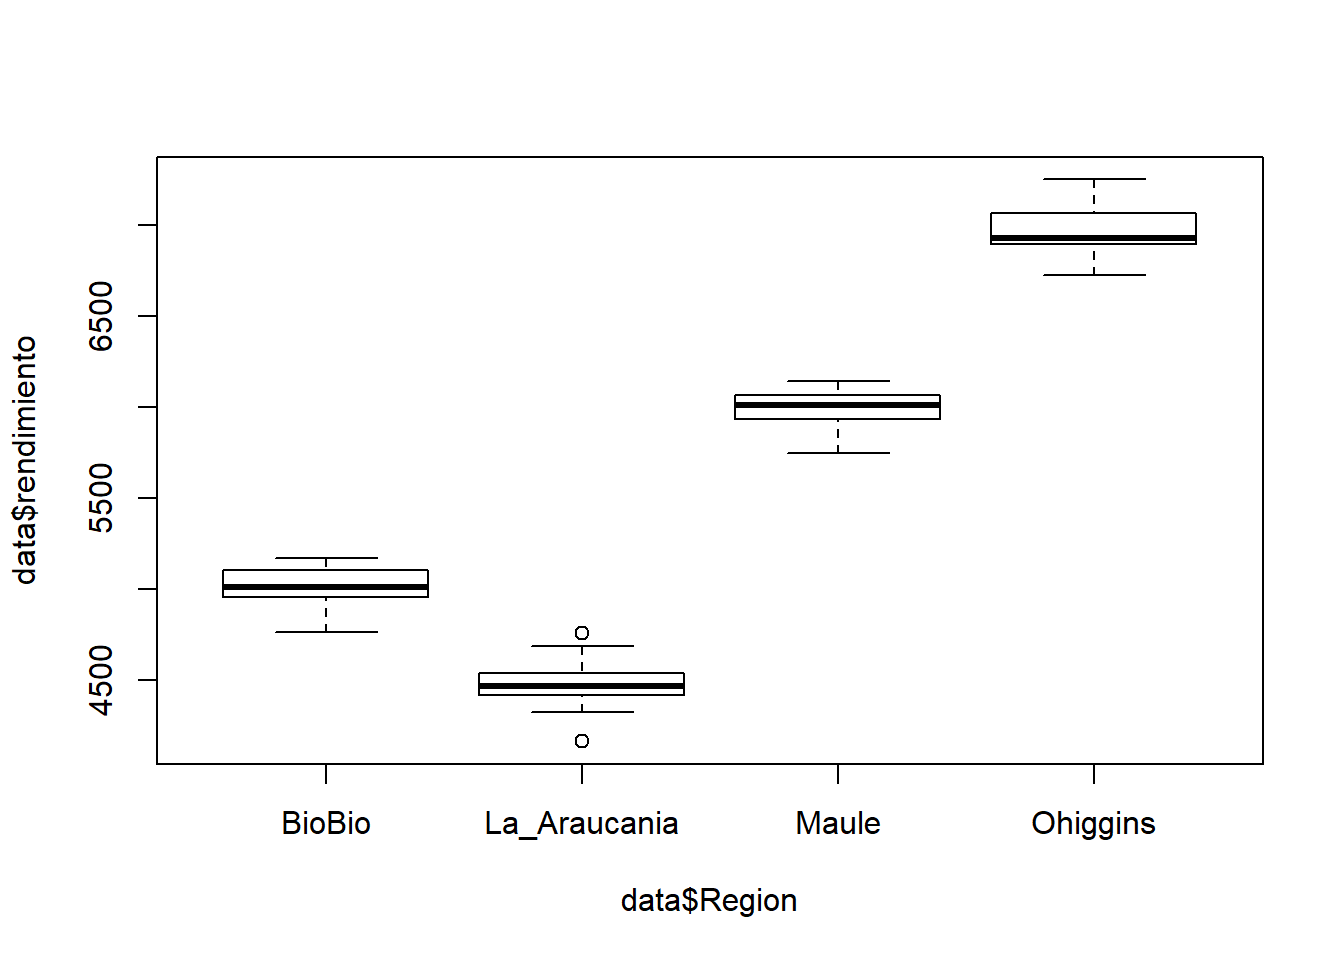 data$rendimiento
6500
5500
4500
BioBio La_Araucania Maule Ohiggins
data$Region